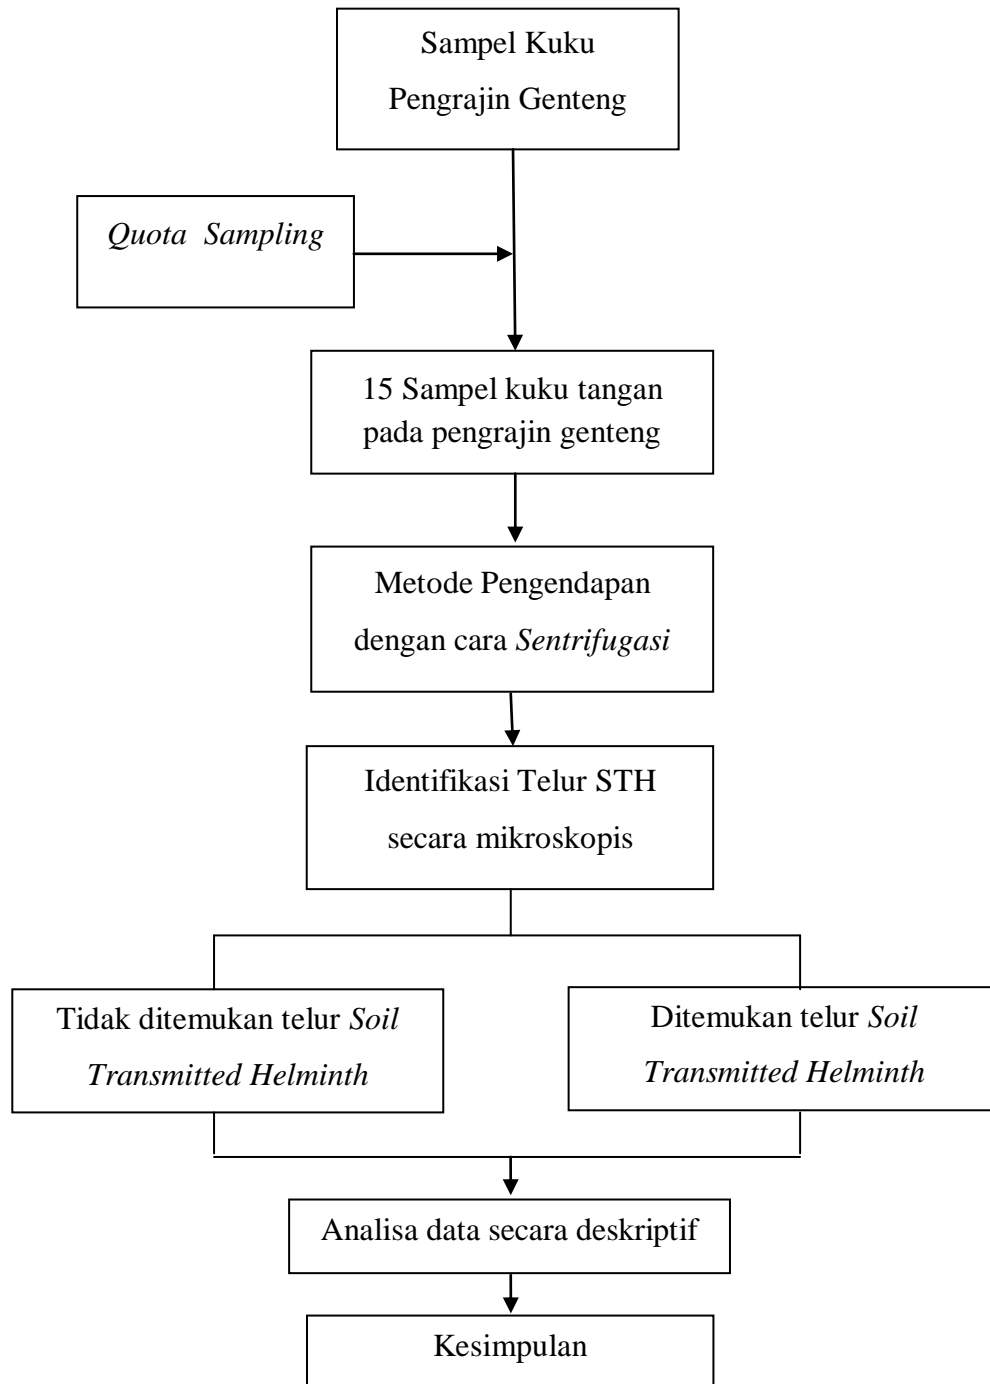 Sampel Kuku
Pengrajin Genteng
Quota Sampling
15 Sampel kuku tangan
pada pengrajin genteng
Metode Pengendapan
dengan cara Sentrifugasi
Identifikasi Telur STH
secara mikroskopis
Tidak ditemukan telur Soil
Transmitted Helminth
Ditemukan telur Soil
Transmitted Helminth
Analisa data secara deskriptif
Kesimpulan